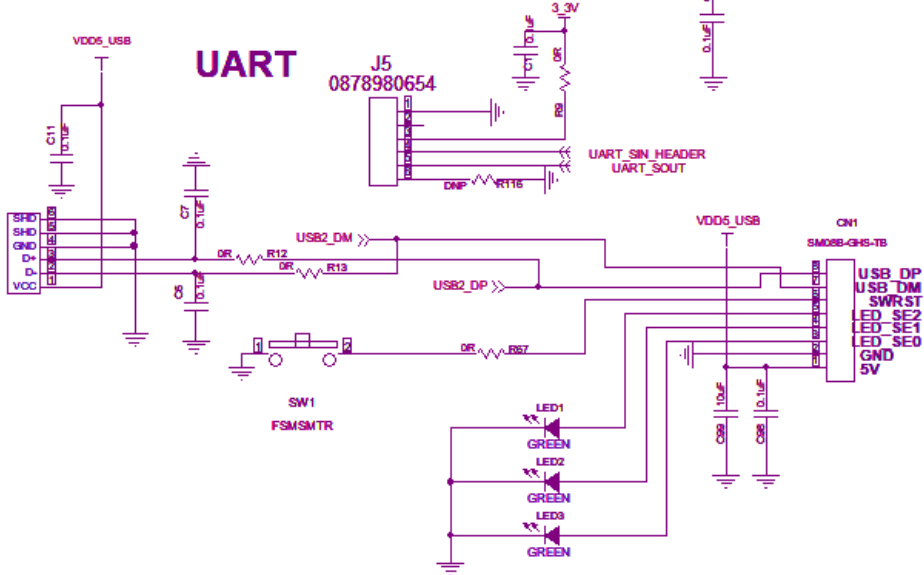 3_3V
VDD5_USB
UART
J5
0878980654
0.1uF
C1
0R
R9
0.1uF
C11
0.1uF
UART_SIN_HEADER
UART_SOUT
DNP
R116
C7
0.1uF
SHD
SHD
GND
D+
D-
VCC
USB2_DM
0R
R12
0R
R13
USB2_DP
0.1uF
VDD5_USB
CN1
SM08B-GHS-TB
USB_DP
USB_DM
SWRST
LED_SE2
LED_SE1
LED_SE0
GND
5V
1
2
0R
R67
SW1
FSMSMTR
10uF
C99
0.1uF
C98
LED1
GREEN
LED2
GREEN
LED3
GREEN